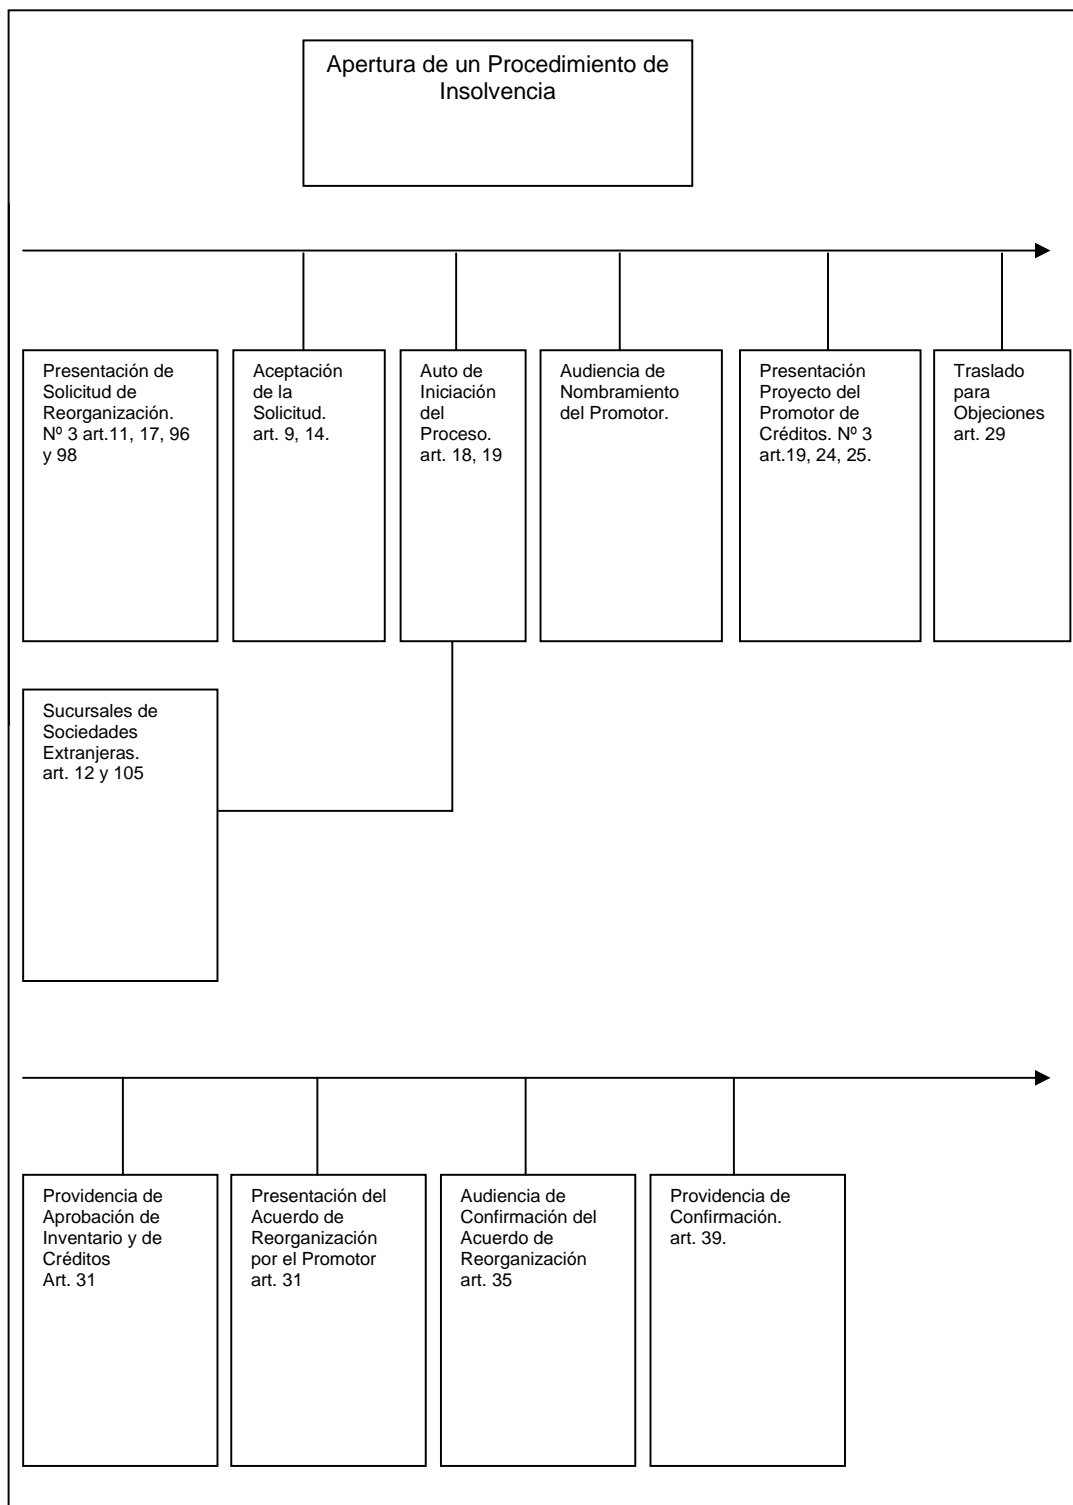 Apertura de un Procedimiento de
Insolvencia
Presentación de
Solicitud de
Reorganización.
Nº 3 art.11, 17, 96
y 98
Aceptación
de la
Solicitud.
art. 9, 14.
Auto de
Iniciación
del
Proceso.
art. 18, 19
Audiencia de
Nombramiento
del Promotor.
Presentación
Proyecto del
Promotor de
Créditos. Nº 3
art.19, 24, 25.
Traslado
para
Objeciones
art. 29
Sucursales de
Sociedades
Extranjeras.
art. 12 y 105
Providencia de
Aprobación de
Inventario y de
Créditos
Art. 31
Presentación del
Acuerdo de
Reorganización
por el Promotor
art. 31
Audiencia de
Confirmación del
Acuerdo de
Reorganización
art. 35
Providencia de
Confirmación.
art. 39.